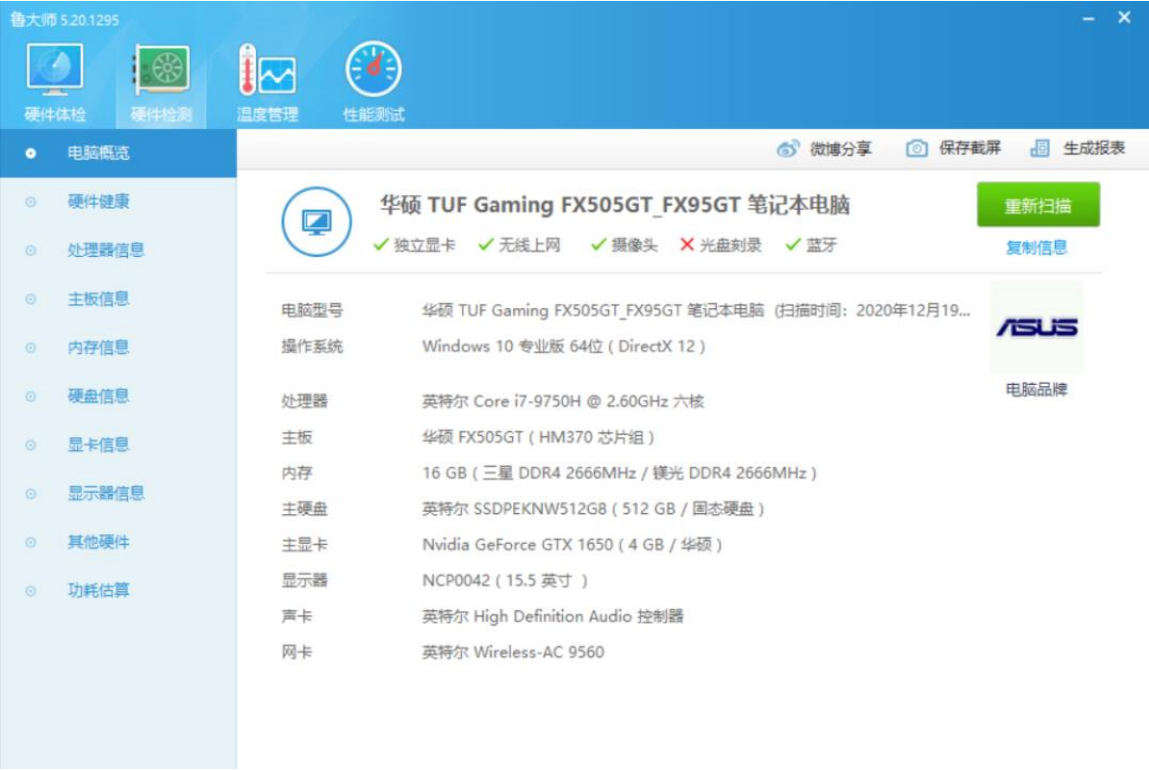 鲁大师 5.20.1295
硬件体检 硬件检测 温度管理 性能测试
电脑概览
硬件健康
处理器信息
主板信息
内存信息
硬盘信息
显卡信息
显示器信息
其他硬件
功耗估算
微博分享 保存截屏 生成报表
华硕 TUF Gaming FX505GT_FX95GT 笔记本电脑
独立显卡 无线上网 摄像头 光盘刻录 蓝牙
重新扫描
复制信息
电脑型号 华硕 TUF Gaming FX505GT_FX95GT 笔记本电脑 (扫描时间：2020年12月19...
操作系统 Windows 10 专业版 64位 ( DirectX 12 )
处理器 英特尔 Core i7-9750H @ 2.60GHz 六核
主板 华硕 FX505GT ( HM370 芯片组 )
内存 16 GB ( 三星 DDR4 2666MHz / 镁光 DDR4 2666MHz )
主硬盘 英特尔 SSDPEKNW512G8 ( 512 GB / 固态硬盘 )
主显卡 Nvidia GeForce GTX 1650 ( 4 GB / 华硕 )
显示器 NCP0042 ( 15.5 英寸 )
声卡 英特尔 High Definition Audio 控制器
网卡 英特尔 Wireless-AC 9560
ASUS
电脑品牌